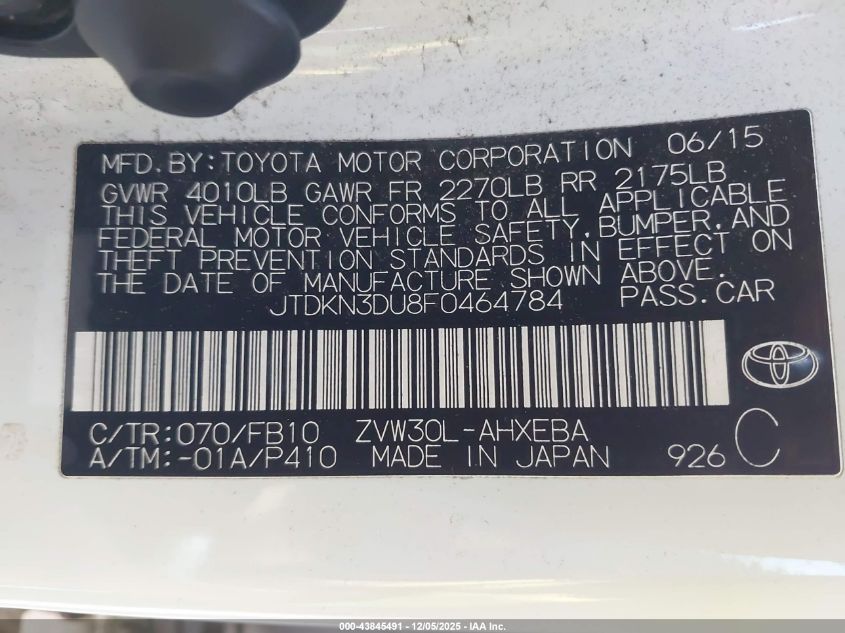 MFD.BY:TOYOTA MOTOR CORPORATION 06/15
GVWR 4010LB GAWR FR 2270LB RR 2175LB
THIS VEHICLE CONFORMS TO ALL APPLICABLE
FEDERAL MOTOR VEHICLE SAFETY,BUMPER,AND
THEFT PREVENTION STANDARDS IN EFFECT ON
THE DATE OF MANUFACTURE SHOWN ABOVE.
JTDKN3DU8F0464784 PASS.CAR
C/TR:070/FB10 ZVW30L-AHXEBA
A/TM:-01A/P410 MADE IN JAPAN 926 C
000-43845491 - 12/05/2025 - IAA Inc.